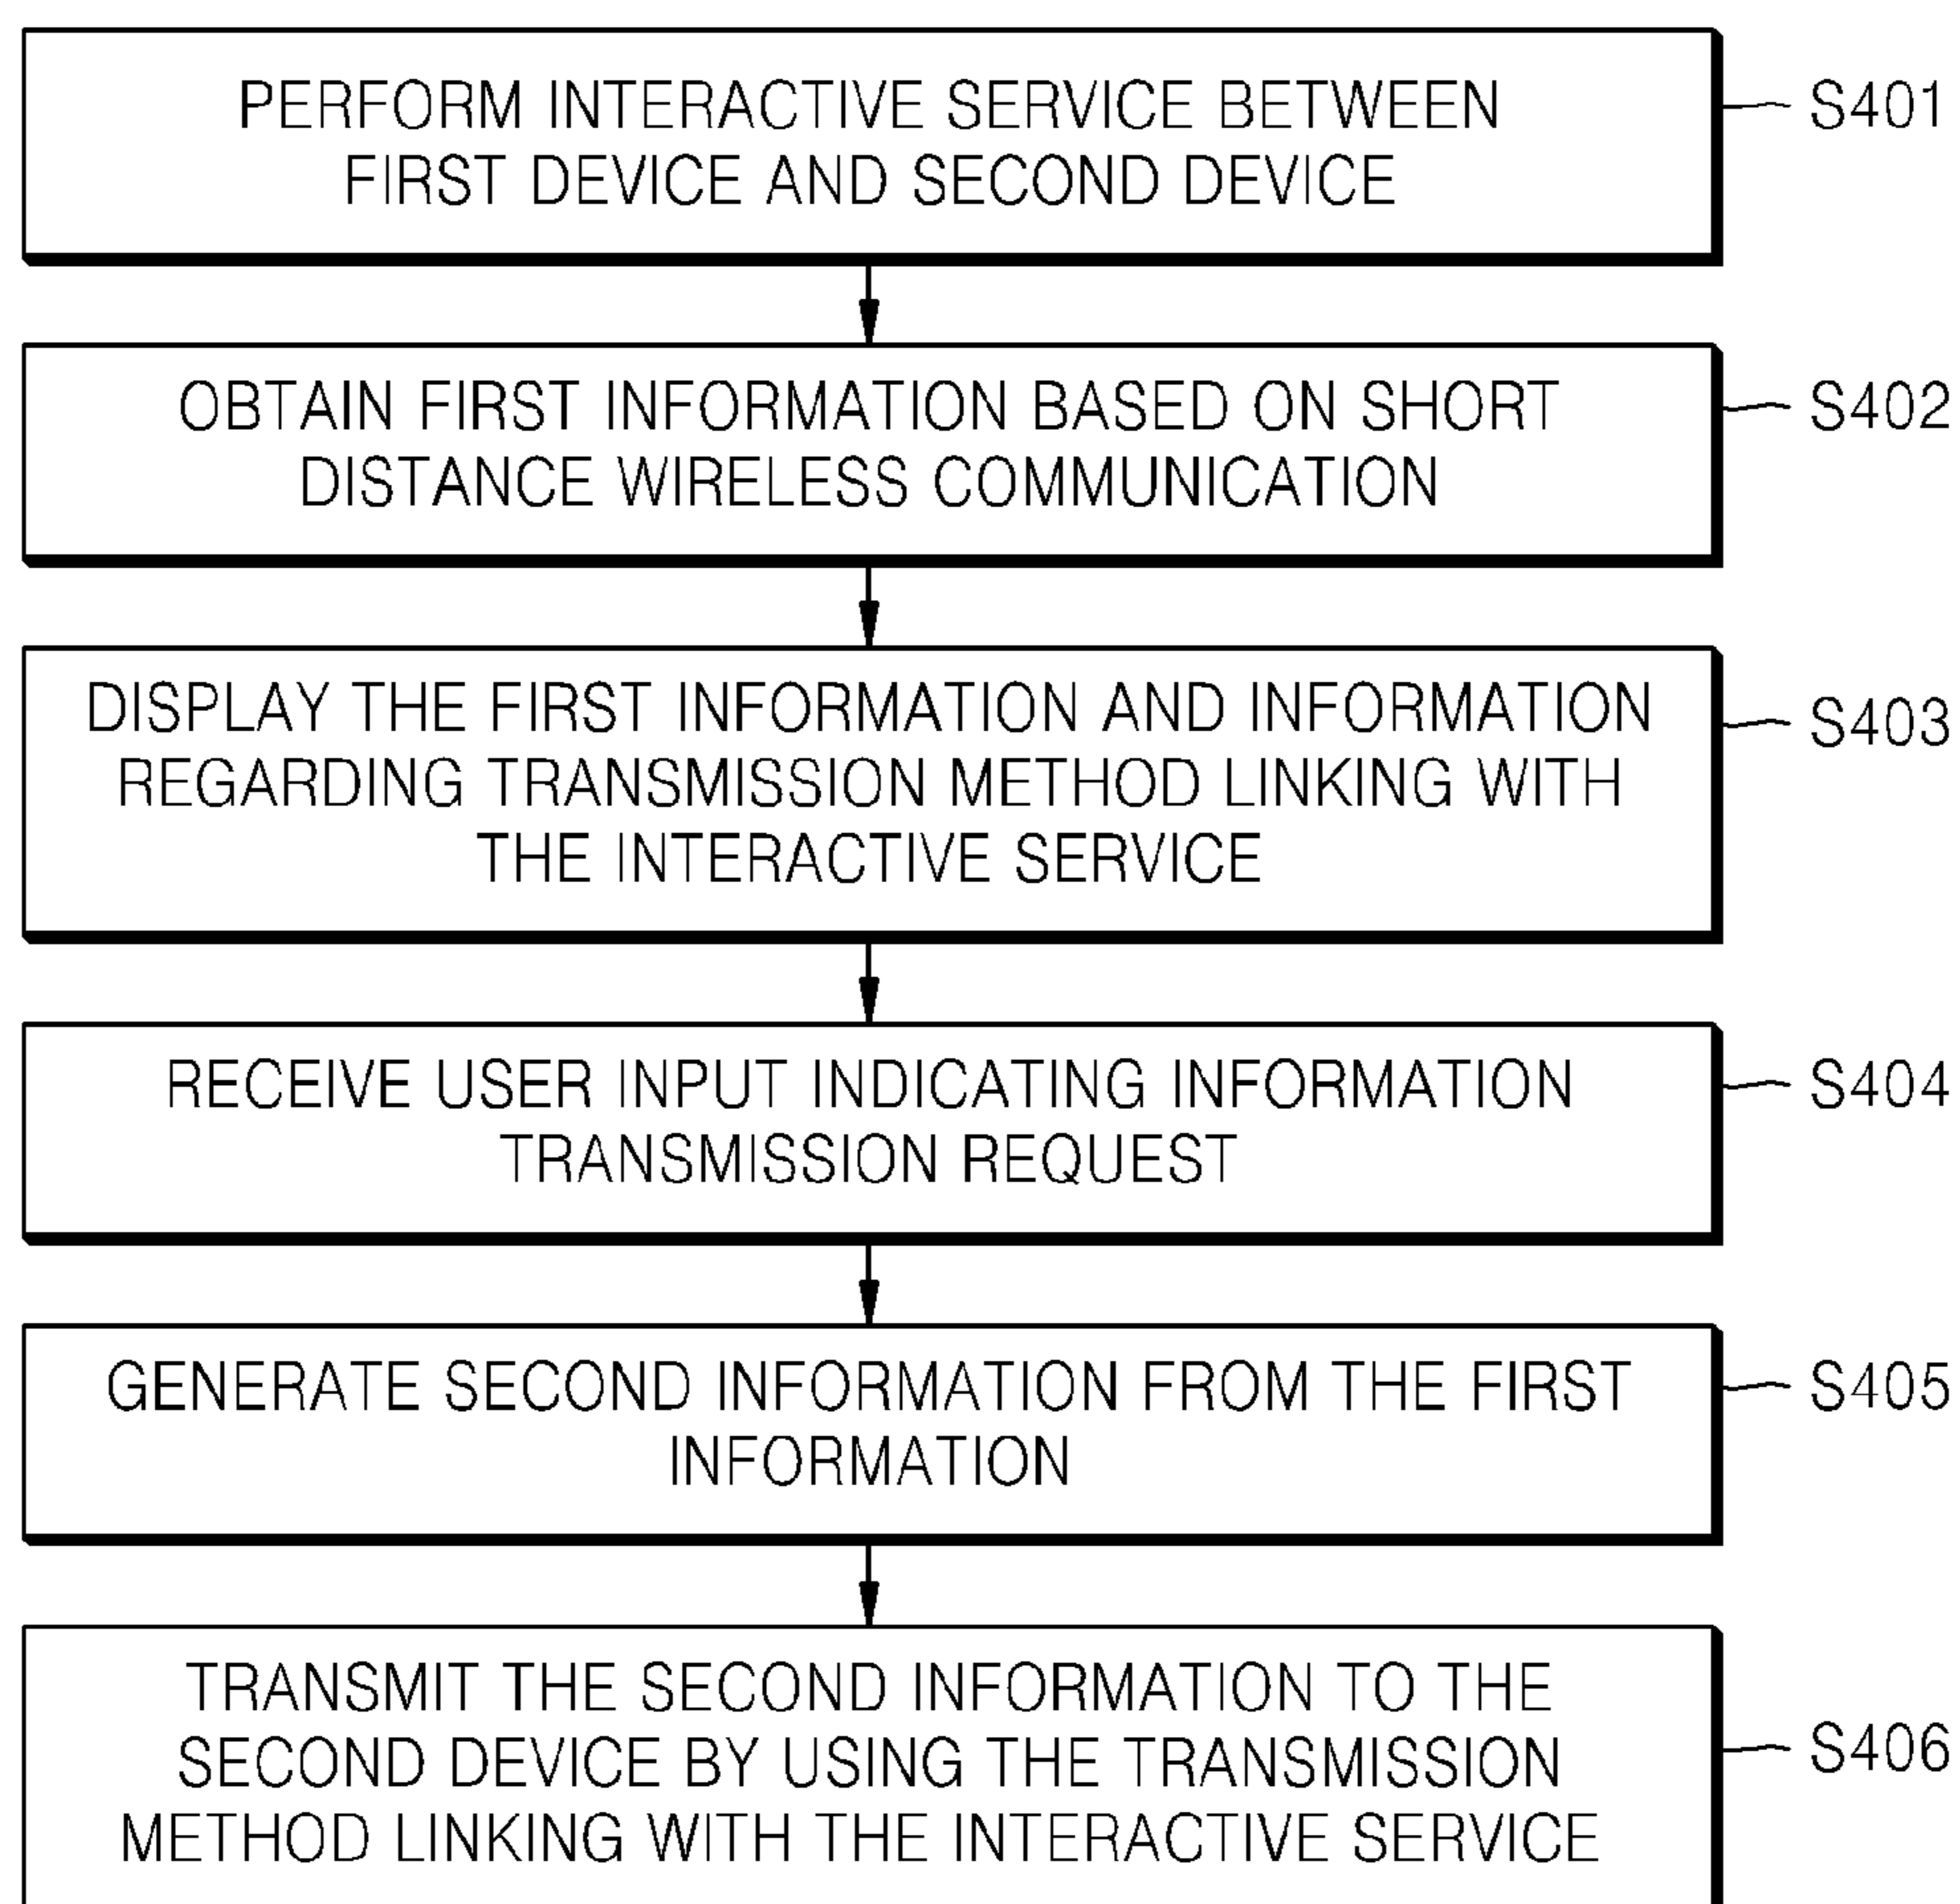 PERFORM INTERACTIVE SERVICE BETWEEN
FIRST DEVICE AND SECOND DEVICE
S401
OBTAIN FIRST INFORMATION BASED ON SHORT
DISTANCE WIRELESS COMMUNICATION
S402
DISPLAY THE FIRST INFORMATION AND INFORMATION
REGARDING TRANSMISSION METHOD LINKING WITH
THE INTERACTIVE SERVICE
S403
RECEIVE USER INPUT INDICATING INFORMATION
TRANSMISSION REQUEST
S404
GENERATE SECOND INFORMATION FROM THE FIRST
INFORMATION
S405
TRANSMIT THE SECOND INFORMATION TO THE
SECOND DEVICE BY USING THE TRANSMISSION
METHOD LINKING WITH THE INTERACTIVE SERVICE
S406